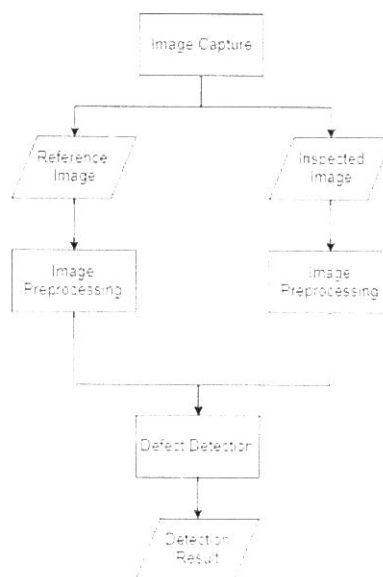 Image Capture
Reference
Image
Inspected
Image
Image
Preprocessing
Image
Preprocessing
Defect Detection
Detection
Result